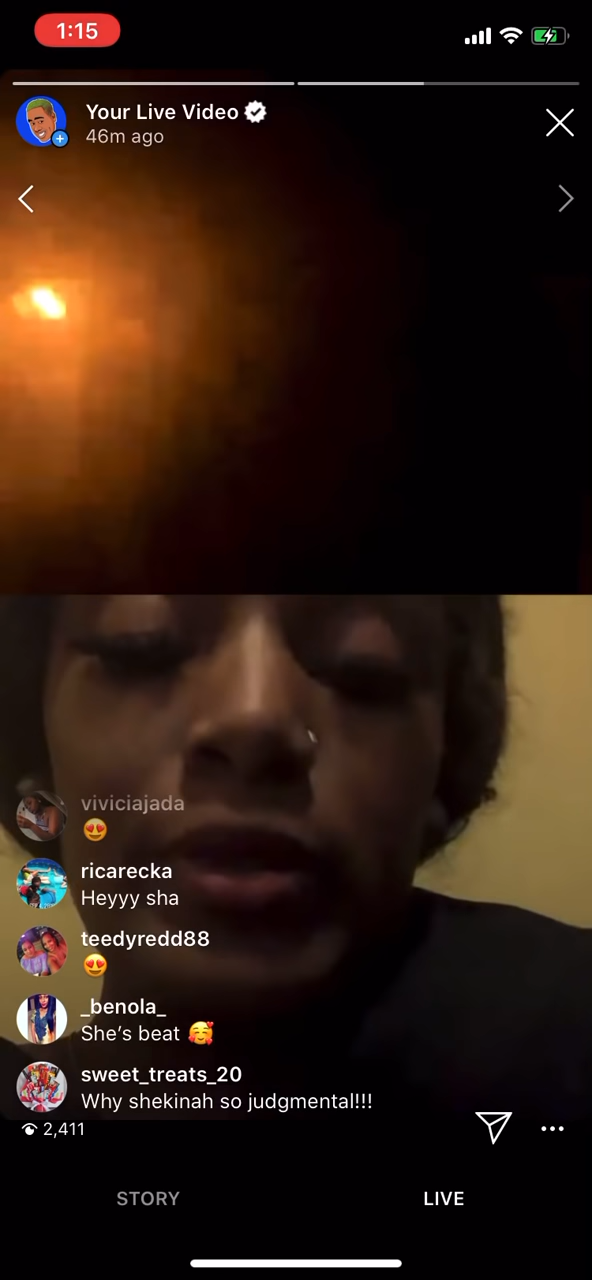 1:15
Your Live Video
46m ago
viviciajada
😍
ricarecka
Heyyy sha
teedyredd88
😍
_benola_
She’s beat 🥰
sweet_treats_20
Why shekinah so judgmental!!!
2,411
STORY
LIVE